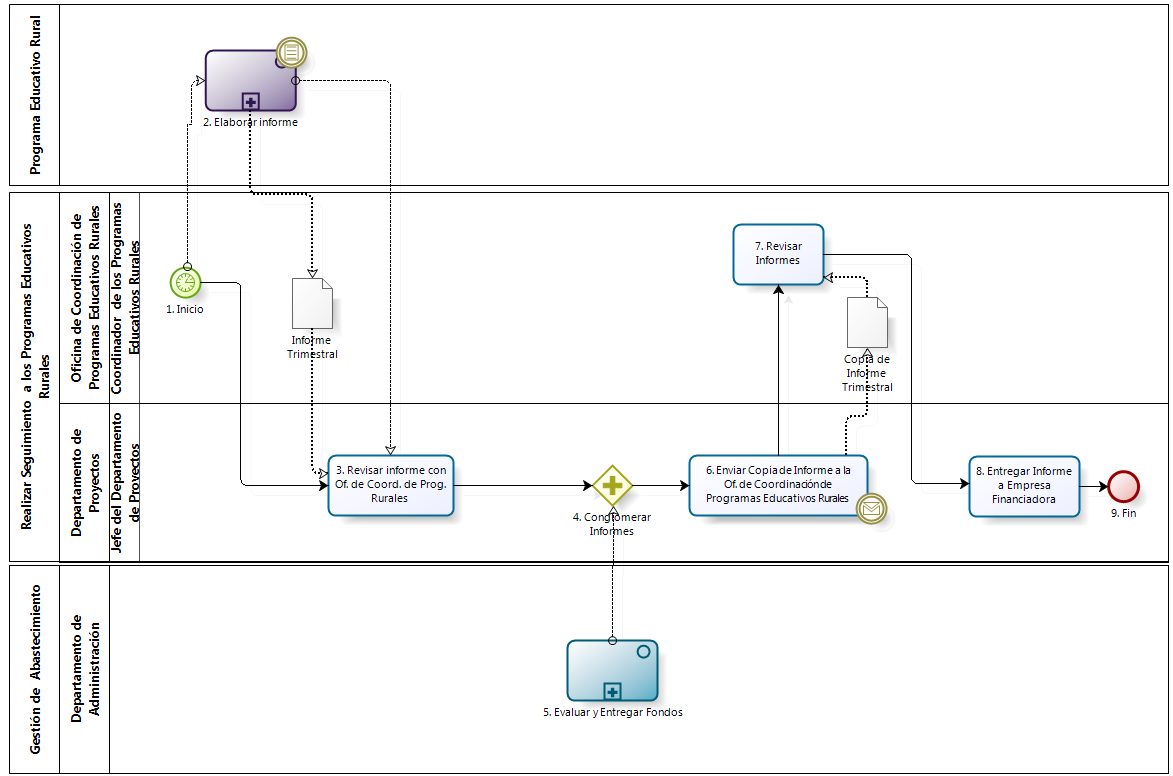 Programa Educativo Rural
2. Elaborar informe
Realizar Seguimiento a los Programas Educativos
Rurales
Oficina de Coordinación de
Programas Educativos Rurales
Coordinador de los Programas
Educativos Rurales
1. Inicio
Informe
Trimestral
7. Revisar
Informes
Copia de
Informe
Trimestral
Departamento de
Proyectos
Jefe del Departamento
de Proyectos
3. Revisar informe con
Of. de Coord. de Prog.
Rurales
4. Conglomerar
Informes
6. Enviar Copia de Informe a la
Of. de Coordinadónde
Programas Educativos Rurales
8. Entregar Informe
a Empresa
Financiadora
9. Fin
Gestión de Abastecimiento
Departamento de
Administración
5. Evaluar y Entregar Fondos